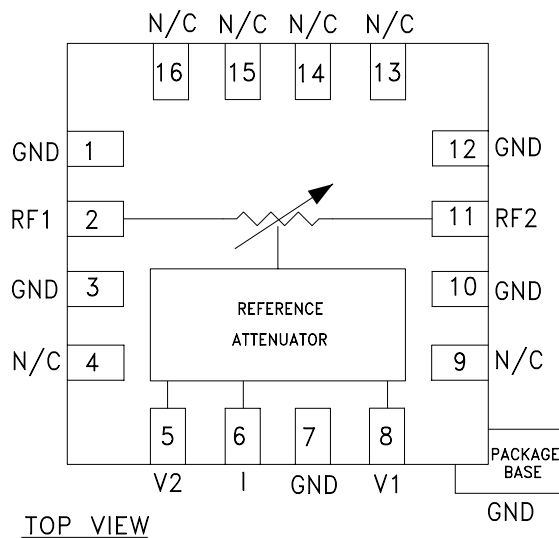 N/C N/C N/C N/C
16 15 14 13
GND 1 12 GND
RF1 2 11 RF2
GND 3 10 GND
REFERENCE
ATTENUATOR
N/C 4 9 N/C
5 6 7 8
V2 I GND V1
PACKAGE
BASE
GND
TOP VIEW